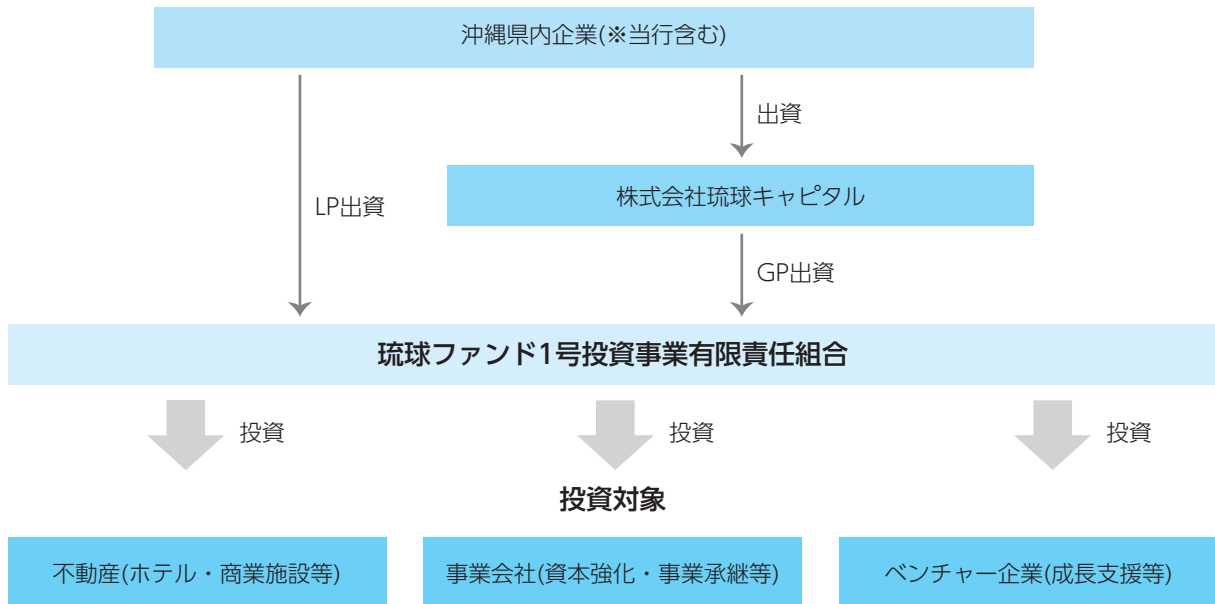 沖縄県内企業(※当行含む)
出資
株式会社琉球キャピタル
LP出資
GP出資
琉球ファンド1号投資事業有限責任組合
投資
投資
投資
投資対象
不動産(ホテル・商業施設等)
事業会社(資本強化・事業承継等)
ベンチャー企業(成長支援等)